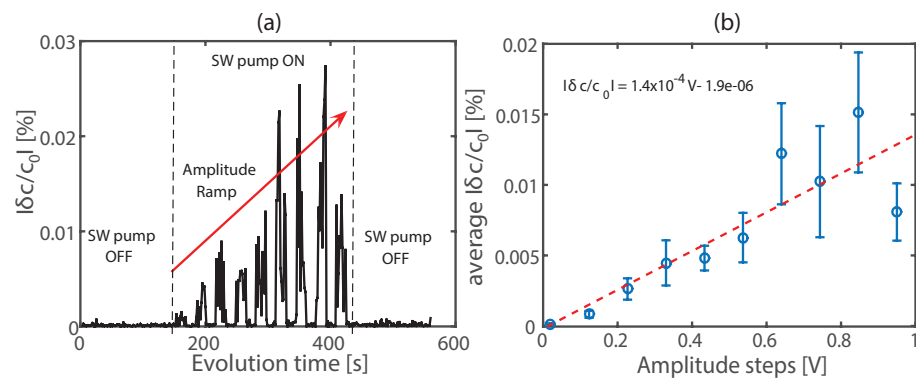 (a)
(b)
0.03
0.02
0.01
0
|δc/c₀| [%]
SW pump ON
Amplitude
Ramp
SW pump
OFF
SW pump
OFF
0
200
400
600
Evolution time [s]
0.02
0.015
0.01
0.005
0
average |δc/c₀| [%]
|δc/c₀| = 1.4x10⁻⁴ V- 1.9e-06
0
0.2
0.4
0.6
0.8
1
Amplitude steps [V]